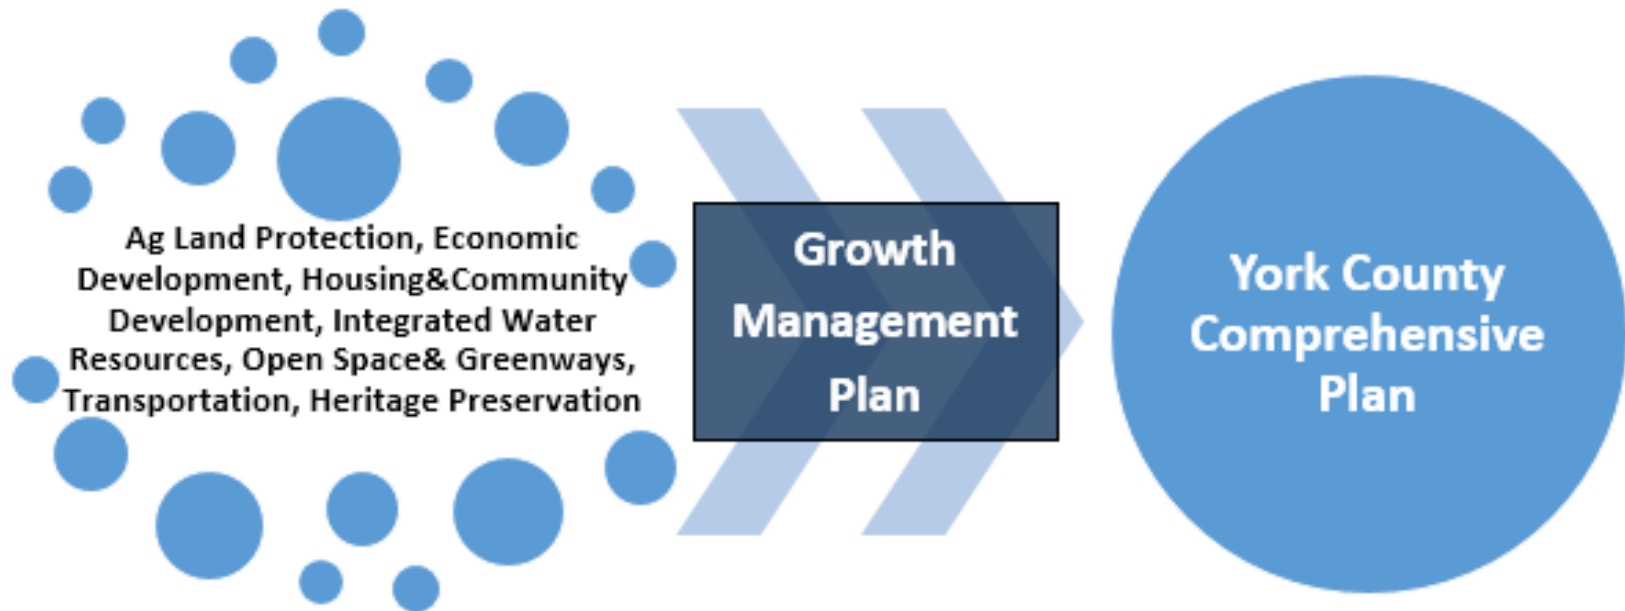 Ag Land Protection, Economic
Development, Housing&Community
Development, Integrated Water
Resources, Open Space& Greenways,
Transportation, Heritage Preservation
Growth
Management
Plan
York County
Comprehensive
Plan